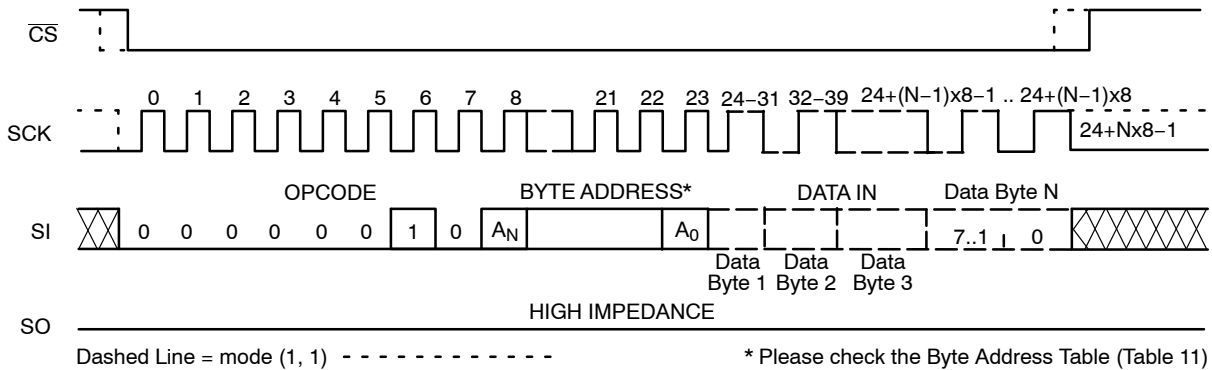 CS
0 1 2 3 4 5 6 7 8 21 22 23 24−31 32−39 24+(N−1)x8−1 .. 24+(N−1)x8
SCK
24+Nx8−1
OPCODE BYTE ADDRESS* DATA IN Data Byte N
SI
0 0 0 0 0 0 1 0 AN A0 7..1 0
Data Byte 1
Data Byte 2
Data Byte 3
HIGH IMPEDANCE
SO
Dashed Line = mode (1, 1) * Please check the Byte Address Table (Table 11)